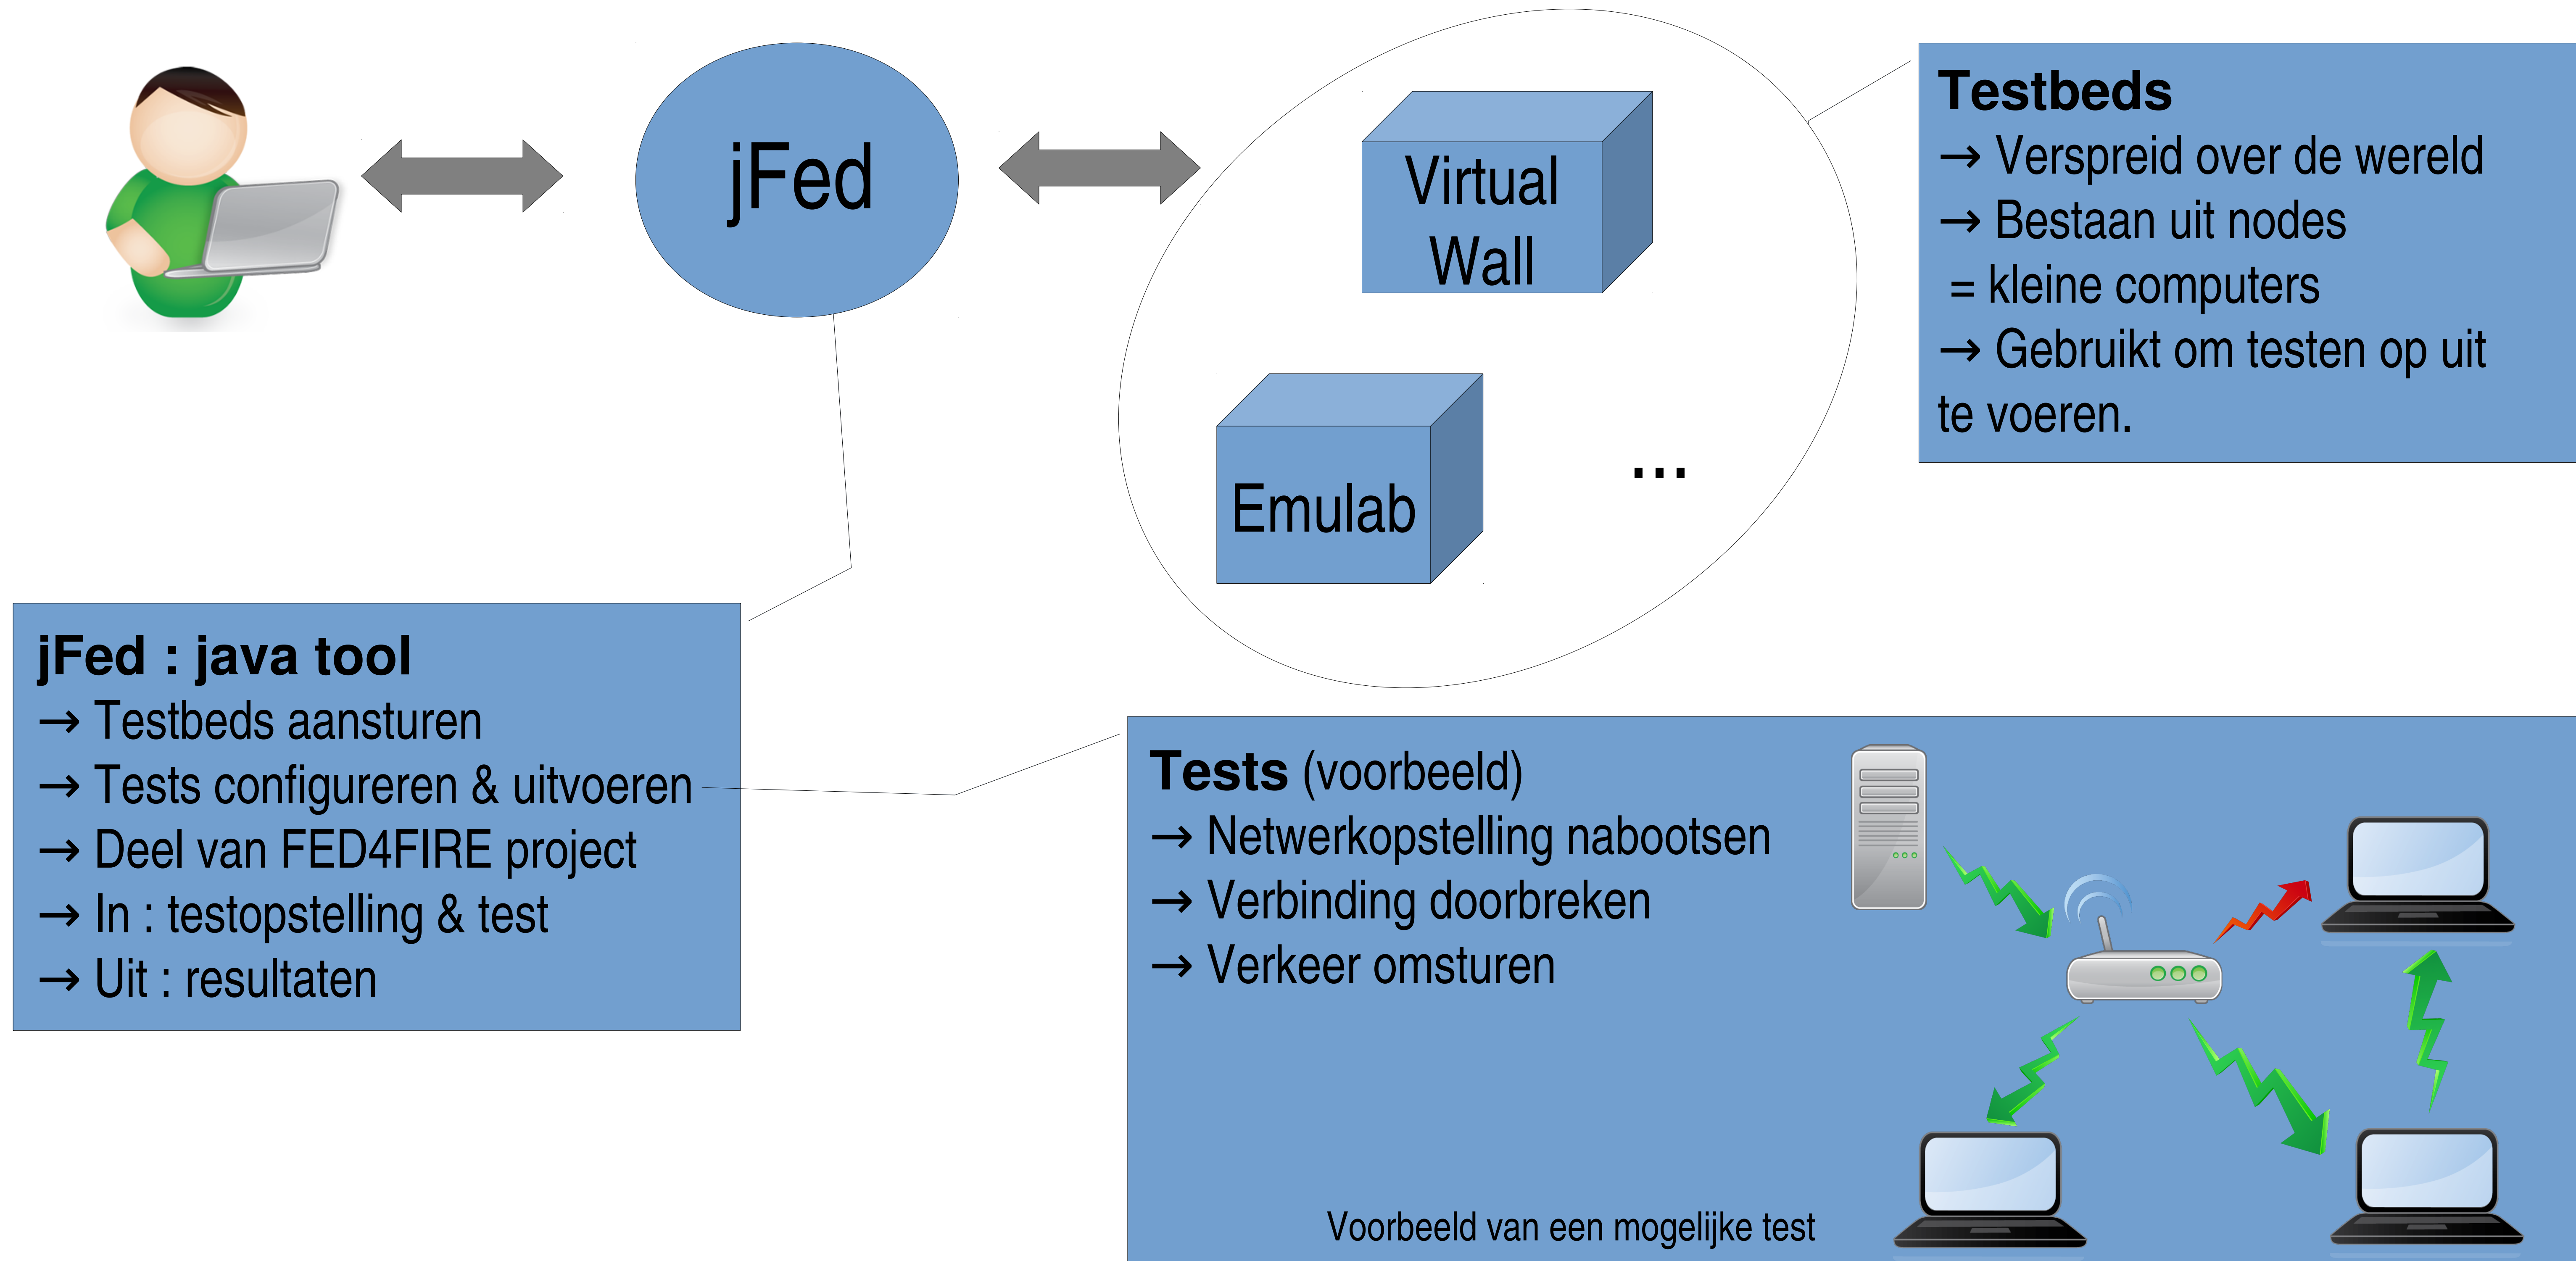 jFed
Virtual
Wall
Emulab
...
Testbeds
→ Verspreid over de wereld
→ Bestaan uit nodes
= kleine computers
→ Gebruikt om testen op uit
te voeren.
jFed : java tool
→ Testbeds aansturen
→ Tests configureren & uitvoeren
→ Deel van FED4FIRE project
→ In : testopstelling & test
→ Uit : resultaten
Tests (voorbeeld)
→ Netwerkopstelling nabootsen
→ Verbinding doorbreken
→ Verkeer omsturen
Voorbeeld van een mogelijke test